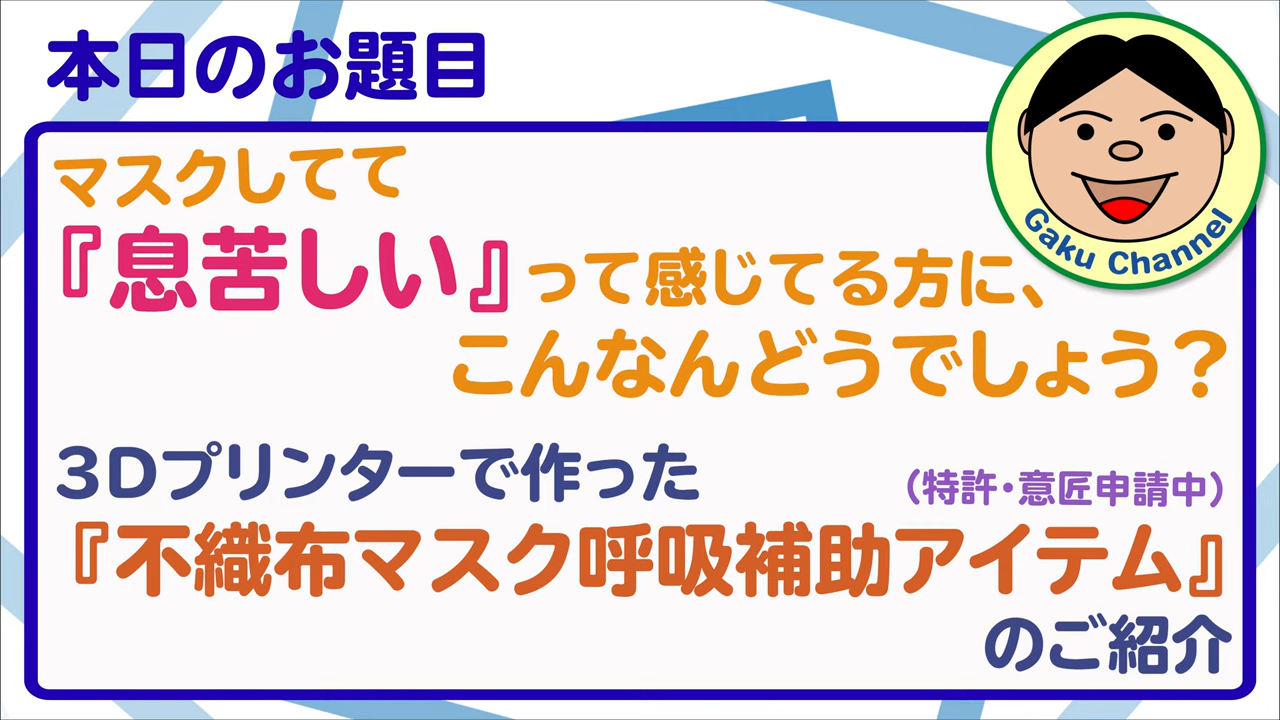 本日のお題目
マスクしてて
『息苦しい』って感じてる方に、
こんなんどうでしょう？
3Dプリンターで作った
（特許・意匠申請中）
『不織布マスク呼吸補助アイテム』
のご紹介
Gaku Channel